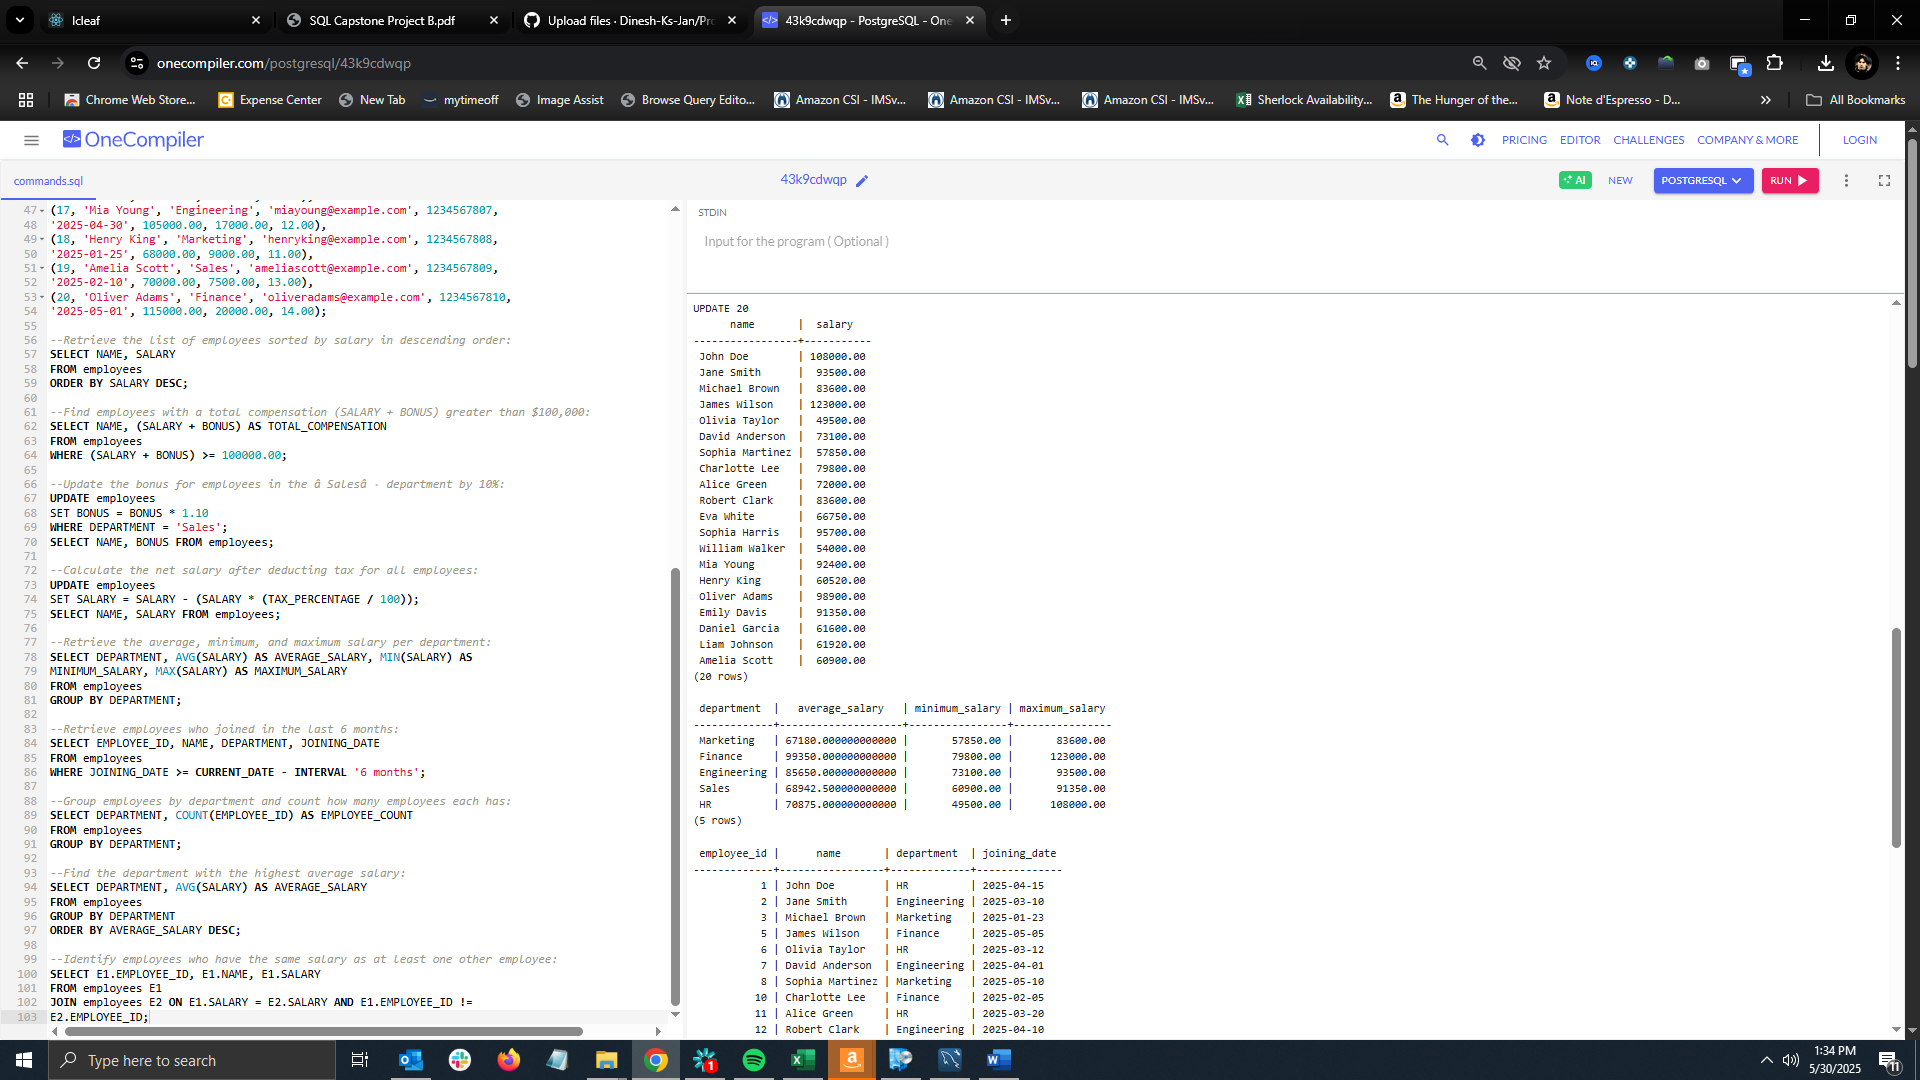 lcleaf
SQL Capstone Project B.pdf
Upload files · Dinesh-Ks-Jan/Pro
43k9cdwqp - PostgreSQL - One
onecompiler.com/postgresql/43k9cdwqp
Chrome Web Store...
Expense Center
New Tab
mytimeoff
Image Assist
Browse Query Edito...
Amazon CSI - IMSv...
Amazon CSI - IMSv...
Amazon CSI - IMSv...
Sherlock Availability...
The Hunger of the...
Note d'Espresso - D...
»
All Bookmarks
OneCompiler
PRICING
EDITOR
CHALLENGES
COMPANY & MORE
LOGIN
commands.sql
43k9cdwqp
AI
NEW
POSTGRESQL
RUN
47 (17, 'Mia Young', 'Engineering', 'miayoung@example.com', 1234567807,
48 '2025-04-30', 105000.00, 17000.00, 12.00),
49 (18, 'Henry King', 'Marketing', 'henryking@example.com', 1234567808,
50 '2025-01-25', 68000.00, 9000.00, 11.00),
51 (19, 'Amelia Scott', 'Sales', 'ameliascott@example.com', 1234567809,
52 '2025-02-10', 70000.00, 7500.00, 13.00),
53 (20, 'Oliver Adams', 'Finance', 'oliveradams@example.com', 1234567810,
54 '2025-05-01', 115000.00, 20000.00, 14.00);
55
56 --Retrieve the list of employees sorted by salary in descending order:
57 SELECT NAME, SALARY
58 FROM employees
59 ORDER BY SALARY DESC;
60
61 --Find employees with a total compensation (SALARY + BONUS) greater than $100,000:
62 SELECT NAME, (SALARY + BONUS) AS TOTAL_COMPENSATION
63 FROM employees
64 WHERE (SALARY + BONUS) >= 100000.00;
65
66 --Update the bonus for employees in the â Salesâ · department by 10%:
67 UPDATE employees
68 SET BONUS = BONUS * 1.10
69 WHERE DEPARTMENT = 'Sales';
70 SELECT NAME, BONUS FROM employees;
71
72 --Calculate the net salary after deducting tax for all employees:
73 UPDATE employees
74 SET SALARY = SALARY - (SALARY * (TAX_PERCENTAGE / 100));
75 SELECT NAME, SALARY FROM employees;
76
77 --Retrieve the average, minimum, and maximum salary per department:
78 SELECT DEPARTMENT, AVG(SALARY) AS AVERAGE_SALARY, MIN(SALARY) AS
79 MINIMUM_SALARY, MAX(SALARY) AS MAXIMUM_SALARY
80 FROM employees
81 GROUP BY DEPARTMENT;
82
83 --Retrieve employees who joined in the last 6 months:
84 SELECT EMPLOYEE_ID, NAME, DEPARTMENT, JOINING_DATE
85 FROM employees
86 WHERE JOINING_DATE >= CURRENT_DATE - INTERVAL '6 months';
87
88 --Group employees by department and count how many employees each has:
89 SELECT DEPARTMENT, COUNT(EMPLOYEE_ID) AS EMPLOYEE_COUNT
90 FROM employees
91 GROUP BY DEPARTMENT;
92
93 --Find the department with the highest average salary:
94 SELECT DEPARTMENT, AVG(SALARY) AS AVERAGE_SALARY
95 FROM employees
96 GROUP BY DEPARTMENT
97 ORDER BY AVERAGE_SALARY DESC;
98
99 --Identify employees who have the same salary as at least one other employee:
100 SELECT E1.EMPLOYEE_ID, E1.NAME, E1.SALARY
101 FROM employees E1
102 JOIN employees E2 ON E1.SALARY = E2.SALARY AND E1.EMPLOYEE_ID !=
103 E2.EMPLOYEE_ID;
STDIN
Input for the program ( Optional )
UPDATE 20
name | salary
-----------------+-----------
John Doe | 108000.00
Jane Smith | 93500.00
Michael Brown | 83600.00
James Wilson | 123000.00
Olivia Taylor | 49500.00
David Anderson | 73100.00
Sophia Martinez | 57850.00
Charlotte Lee | 79800.00
Alice Green | 72000.00
Robert Clark | 83600.00
Eva White | 66750.00
Sophia Harris | 95700.00
William Walker | 54000.00
Mia Young | 92400.00
Henry King | 60520.00
Oliver Adams | 98900.00
Emily Davis | 91350.00
Daniel Garcia | 61600.00
Liam Johnson | 61920.00
Amelia Scott | 60900.00
(20 rows)
department | average_salary | minimum_salary | maximum_salary
-------------+--------------------+----------------+----------------
Marketing | 67180.000000000000 | 57850.00 | 83600.00
Finance | 99350.000000000000 | 79800.00 | 123000.00
Engineering | 85650.000000000000 | 73100.00 | 93500.00
Sales | 68942.500000000000 | 60900.00 | 91350.00
HR | 70875.000000000000 | 49500.00 | 108000.00
(5 rows)
employee_id | name | department | joining_date
-------------+-----------------+-------------+--------------
1 | John Doe | HR | 2025-04-15
2 | Jane Smith | Engineering | 2025-03-10
3 | Michael Brown | Marketing | 2025-01-23
5 | James Wilson | Finance | 2025-05-05
6 | Olivia Taylor | HR | 2025-03-12
7 | David Anderson | Engineering | 2025-04-01
8 | Sophia Martinez | Marketing | 2025-05-10
10 | Charlotte Lee | Finance | 2025-02-05
11 | Alice Green | HR | 2025-03-20
12 | Robert Clark | Engineering | 2025-04-10
Type here to search
1
1:34 PM
5/30/2025
11